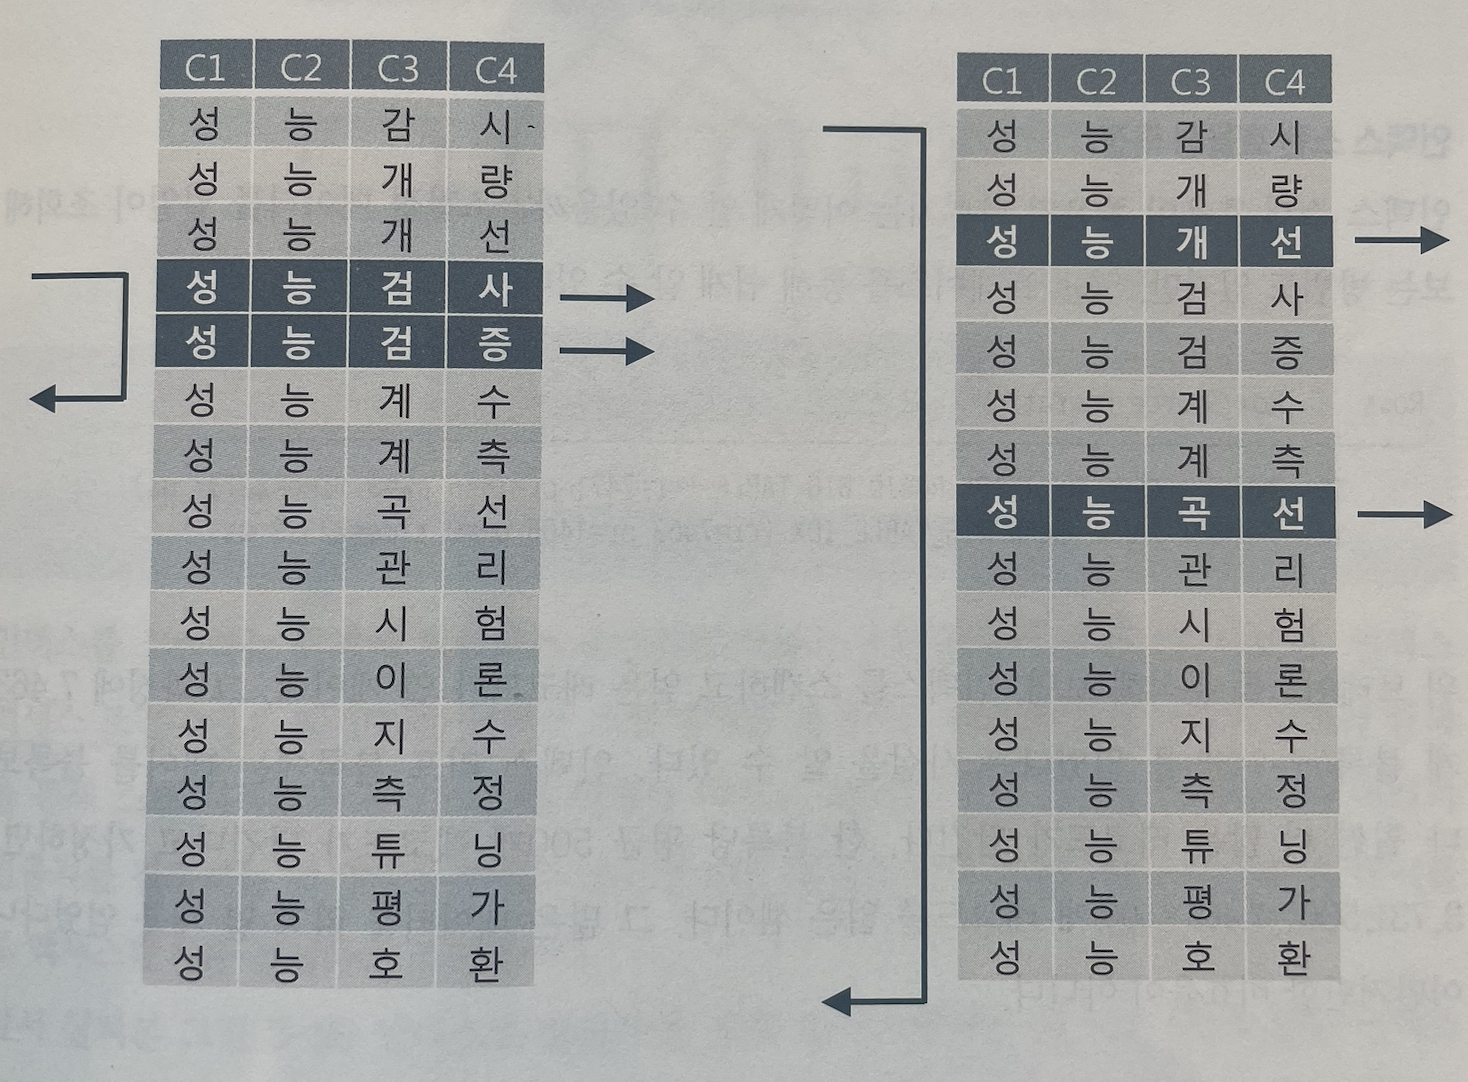 C1 C2 C3 C4
성 능 감 시
성 능 개 량
성 능 개 선
성 능 검 사
성 능 검 증
성 능 계 수
성 능 계 측
성 능 곡 선
성 능 관 리
성 능 시 험
성 능 이 론
성 능 지 수
성 능 측 정
성 능 튜 닝
성 능 평 가
성 능 호 환
C1 C2 C3 C4
성 능 감 시
성 능 개 량
성 능 개 선
성 능 검 사
성 능 검 증
성 능 계 수
성 능 계 측
성 능 곡 선
성 능 관 리
성 능 시 험
성 능 이 론
성 능 지 수
성 능 측 정
성 능 튜 닝
성 능 평 가
성 능 호 환